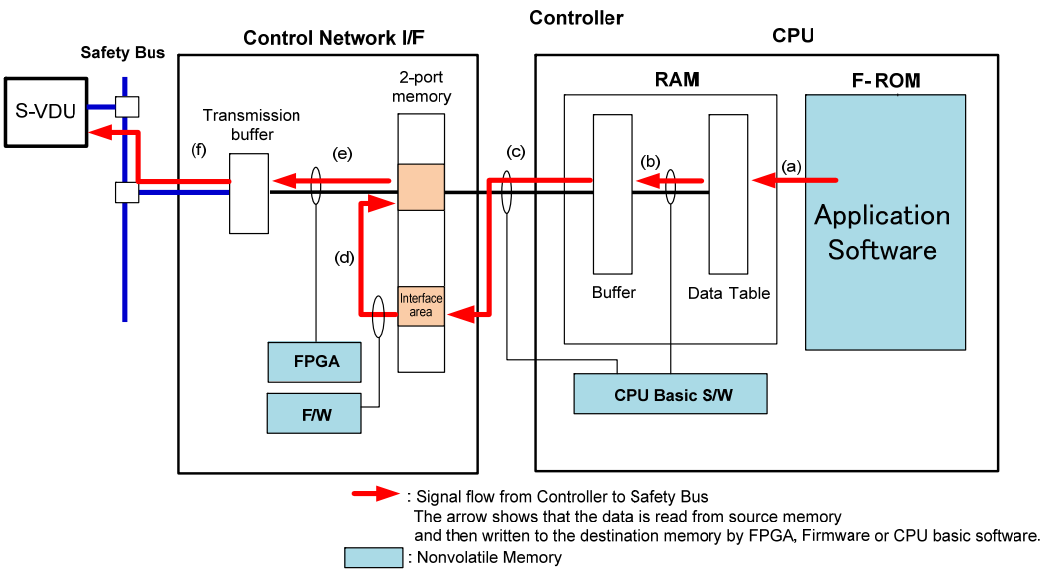 Controller
Control Network I/F
CPU
Safety Bus
S-VDU
2-port
memory
RAM
F-ROM
Transmission
buffer
(f)
(e)
(c)
(b)
(a)
Application
Software
(d)
Interface
area
Buffer
Data Table
FPGA
F/W
CPU Basic S/W
: Signal flow from Controller to Safety Bus
The arrow shows that the data is read from source memory
and then written to the destination memory by FPGA, Firmware or CPU basic software.
: Nonvolatile Memory